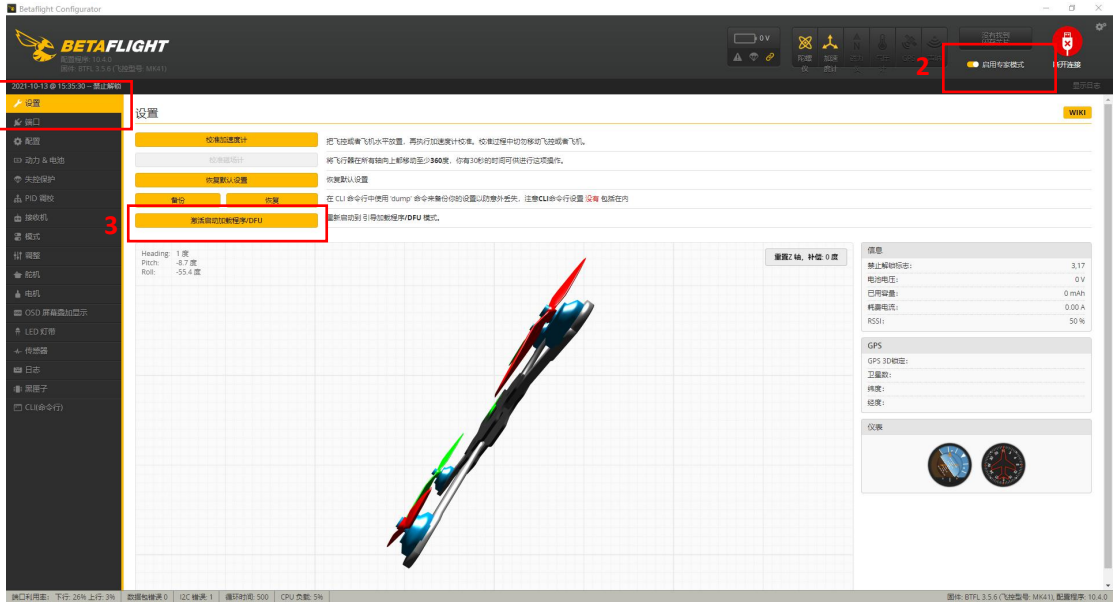 Betaflight Configurator
BETAFLIGHT
配置程序: 10.4.0
固件: BTFL 3.5.6 (飞控型号: MK41)
0 V
陀螺仪
加速度计
2
启用专家模式
断开连接
2021-10-13 @ 15:35:30 -- 禁止解锁
显示日志
设置
端口
配置
动力 & 电池
失控保护
PID 调校
接收机
模式
调整
舵机
电机
OSD 屏幕叠加显示
LED 灯带
传感器
日志
黑匣子
CLI(命令行)
设置
WIKI
校准加速度计
把飞控或者飞机水平放置，再执行加速度计校准。校准过程中切勿移动飞控或者飞机。
校准磁场计
将飞行器在所有轴向上都移动至少360度，你有30秒的时间可供进行这项操作。
恢复默认设置
恢复默认设置
备份
恢复
在 CLI 命令行中使用 'dump' 命令来备份你的设置以防意外丢失，注意CLI命令行设置 没有 包括在内
3
激活启动加载程序/DFU
重新启动到 引导加载程序/DFU 模式。
Heading: 1 度
Pitch: -8.7 度
Roll: -55.4 度
重置Z 轴，补偿: 0 度
信息
禁止解锁标志: 3,17
电池电压: 0 V
已用容量: 0 mAh
耗量电流: 0.00 A
RSSI: 50 %
GPS
GPS 3D锁定:
卫星数:
纬度:
经度:
仪表
端口利用率: 下行: 26% 上行: 3%
数据包错误 0
I2C 错误: 1
循环时间: 500
CPU 负载: 5%
固件: BTFL 3.5.6 (飞控型号: MK41), 配置程序: 10.4.0